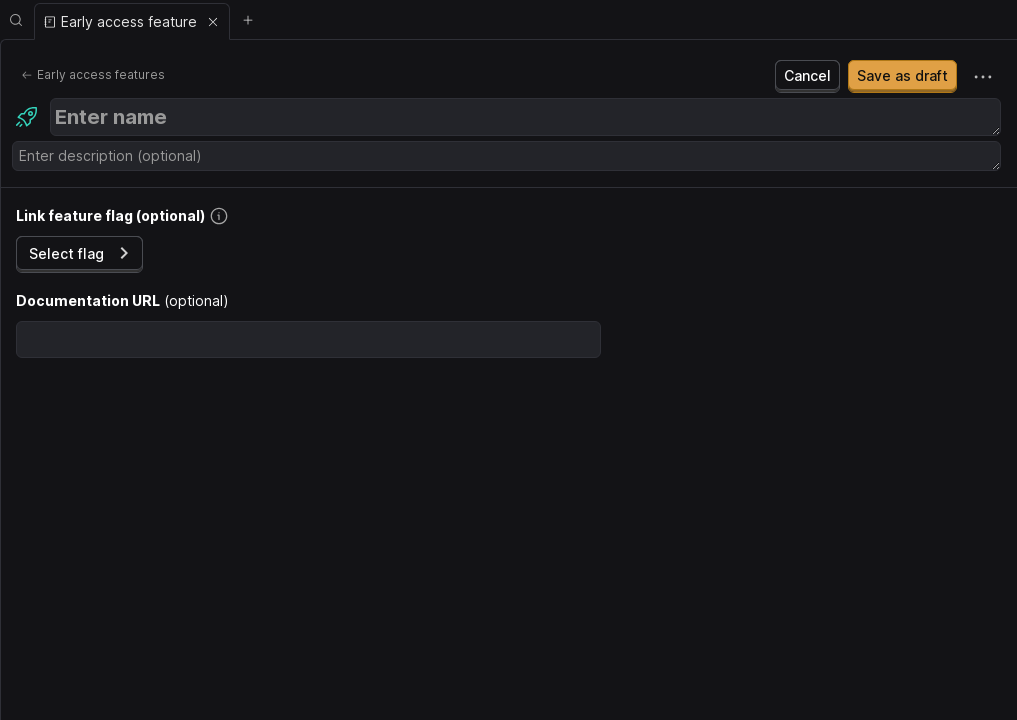 Early access feature
Early access features
Cancel
Save as draft
Enter name
Enter description (optional)
Link feature flag (optional)
Select flag
Documentation URL (optional)